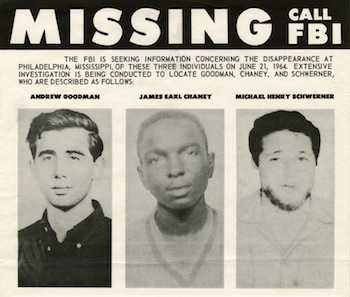 MISSING CALL
FBI
THE FBI IS SEEKING INFORMATION CONCERNING THE DISAPPEARANCE AT
PHILADELPHIA, MISSISSIPPI, OF THESE THREE INDIVIDUALS ON JUNE 21, 1964. EXTENSIVE
INVESTIGATION IS BEING CONDUCTED TO LOCATE GOODMAN, CHANEY, AND SCHWERNER,
WHO ARE DESCRIBED AS FOLLOWS:
ANDREW GOODMAN JAMES EARL CHANEY MICHAEL HENRY SCHWERNER